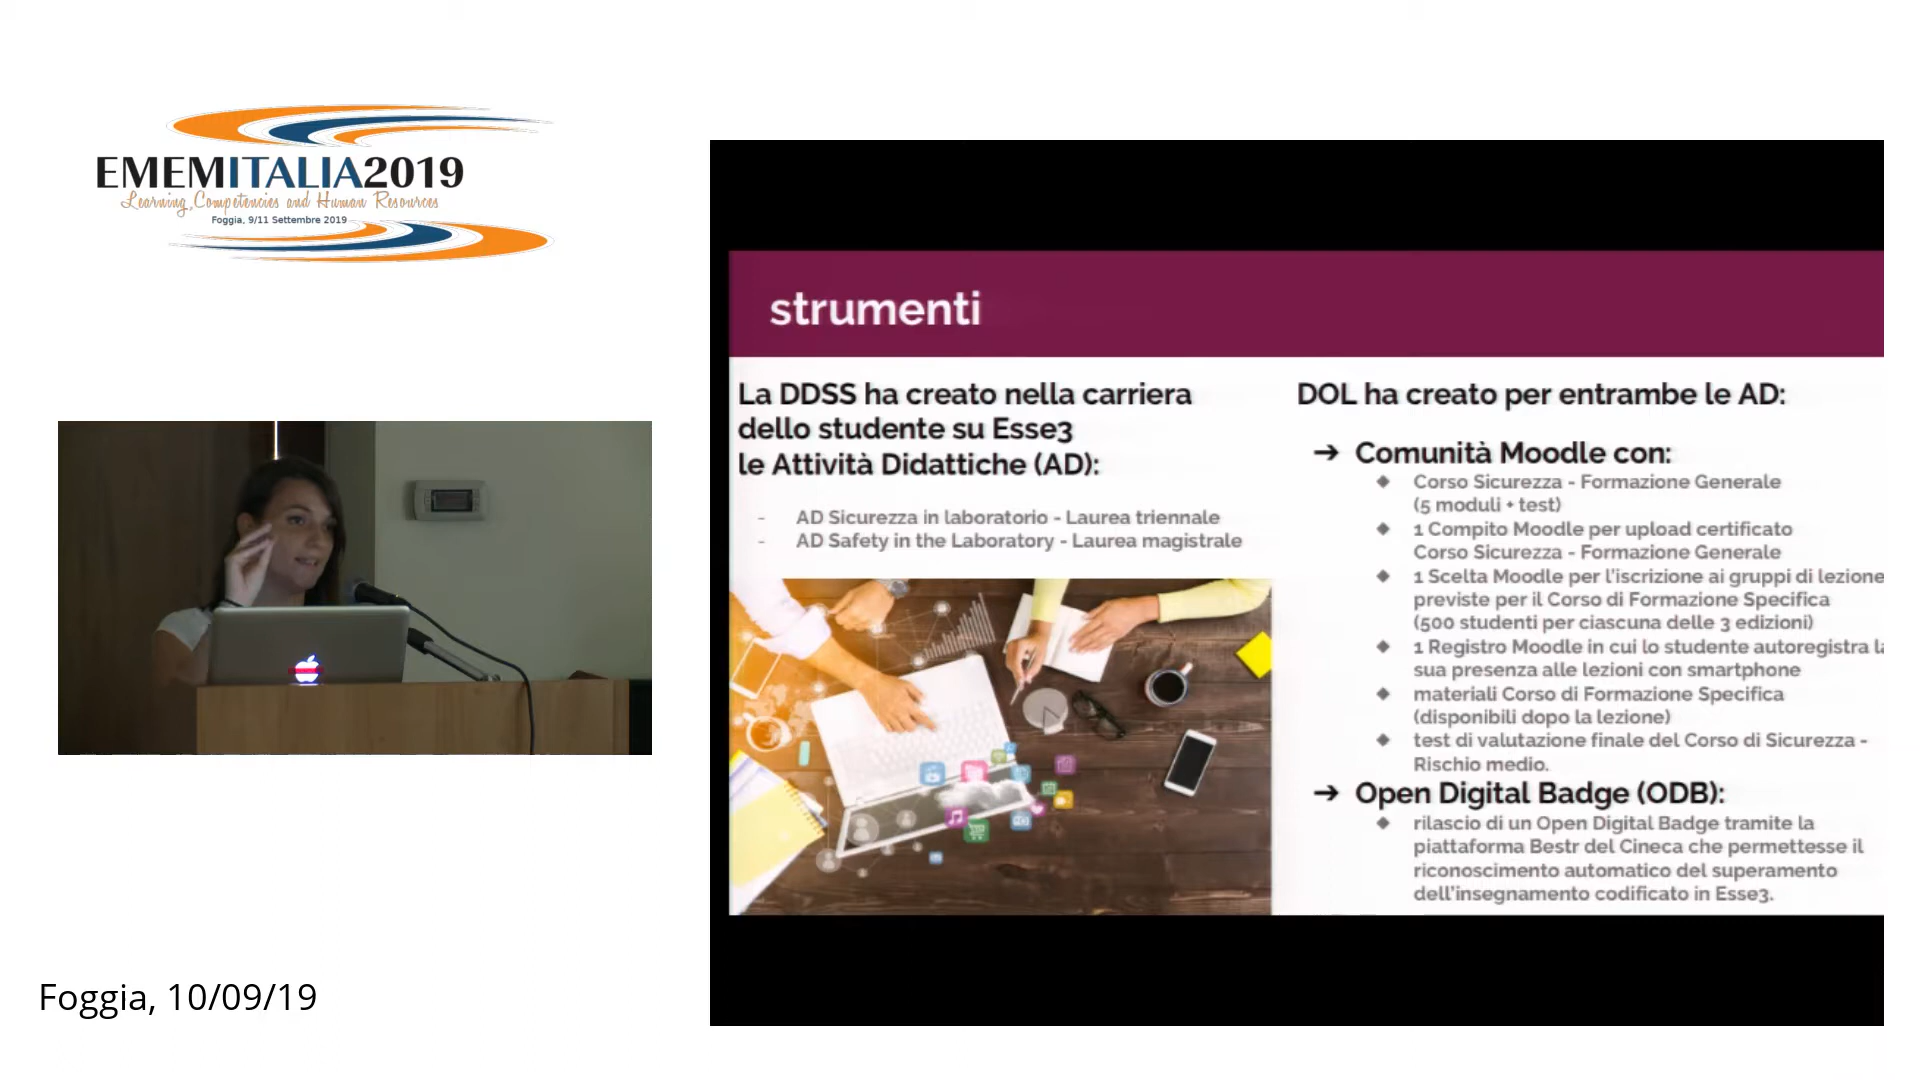 EMEMITALIA2019
Learning, Competencies and Human Resources
Foggia, 9/11 Settembre 2019
strumenti
La DDSS ha creato nella carriera
dello studente su Esse3
le Attività Didattiche (AD):
- AD Sicurezza in laboratorio - Laurea triennale
- AD Safety in the Laboratory - Laurea magistrale
DOL ha creato per entrambe le AD:
➔ Comunità Moodle con:
◆ Corso Sicurezza - Formazione Generale
(5 moduli + test)
◆ 1 Compito Moodle per upload certificato
Corso Sicurezza - Formazione Generale
◆ 1 Scelta Moodle per l'iscrizione ai gruppi di lezione
previste per il Corso di Formazione Specifica
(500 studenti per ciascuna delle 3 edizioni)
◆ 1 Registro Moodle in cui lo studente autoregistra la
sua presenza alle lezioni con smartphone
◆ materiali Corso di Formazione Specifica
(disponibili dopo la lezione)
◆ test di valutazione finale del Corso di Sicurezza -
Rischio medio.
➔ Open Digital Badge (ODB):
◆ rilascio di un Open Digital Badge tramite la
piattaforma Bestr del Cineca che permettesse il
riconoscimento automatico del superamento
dell'insegnamento codificato in Esse3.
Foggia, 10/09/19